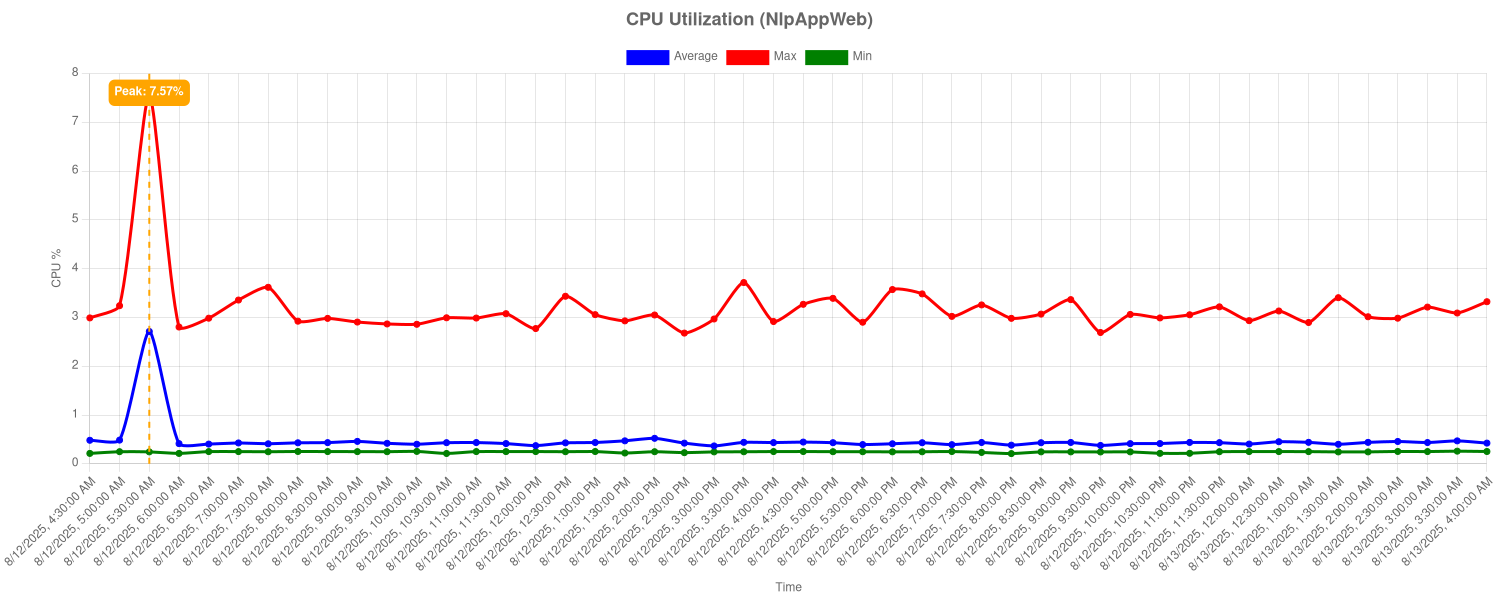 CPU Utilization (NlpAppWeb)
Average Max Min
Peak: 7.57%
8
7
6
5
4
3
2
1
0
CPU %
8/12/2025, 4:30:00 AM
8/12/2025, 5:00:00 AM
8/12/2025, 5:30:00 AM
8/12/2025, 6:00:00 AM
8/12/2025, 6:30:00 AM
8/12/2025, 7:00:00 AM
8/12/2025, 7:30:00 AM
8/12/2025, 8:00:00 AM
8/12/2025, 8:30:00 AM
8/12/2025, 9:00:00 AM
8/12/2025, 9:30:00 AM
8/12/2025, 10:00:00 AM
8/12/2025, 10:30:00 AM
8/12/2025, 11:00:00 AM
8/12/2025, 11:30:00 AM
8/12/2025, 12:00:00 PM
8/12/2025, 12:30:00 PM
8/12/2025, 1:00:00 PM
8/12/2025, 1:30:00 PM
8/12/2025, 2:00:00 PM
8/12/2025, 2:30:00 PM
8/12/2025, 3:00:00 PM
8/12/2025, 3:30:00 PM
8/12/2025, 4:00:00 PM
8/12/2025, 4:30:00 PM
8/12/2025, 5:00:00 PM
8/12/2025, 5:30:00 PM
8/12/2025, 6:00:00 PM
8/12/2025, 6:30:00 PM
8/12/2025, 7:00:00 PM
8/12/2025, 7:30:00 PM
8/12/2025, 8:00:00 PM
8/12/2025, 8:30:00 PM
8/12/2025, 9:00:00 PM
8/12/2025, 9:30:00 PM
8/12/2025, 10:00:00 PM
8/12/2025, 10:30:00 PM
8/12/2025, 11:00:00 PM
8/12/2025, 11:30:00 PM
8/13/2025, 12:00:00 AM
8/13/2025, 12:30:00 AM
8/13/2025, 1:00:00 AM
8/13/2025, 1:30:00 AM
8/13/2025, 2:00:00 AM
8/13/2025, 2:30:00 AM
8/13/2025, 3:00:00 AM
8/13/2025, 3:30:00 AM
8/13/2025, 4:00:00 AM
Time